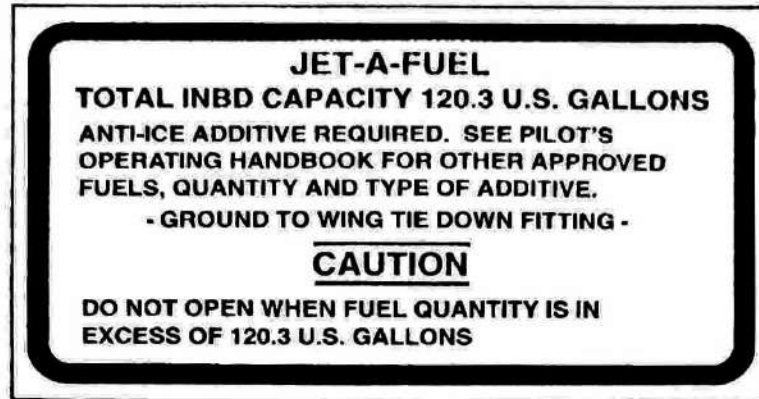 JET-A-FUEL
TOTAL INBD CAPACITY 120.3 U.S. GALLONS
ANTI-ICE ADDITIVE REQUIRED. SEE PILOT'S
OPERATING HANDBOOK FOR OTHER APPROVED
FUELS, QUANTITY AND TYPE OF ADDITIVE.
- GROUND TO WING TIE DOWN FITTING -
CAUTION
DO NOT OPEN WHEN FUEL QUANTITY IS IN
EXCESS OF 120.3 U.S. GALLONS